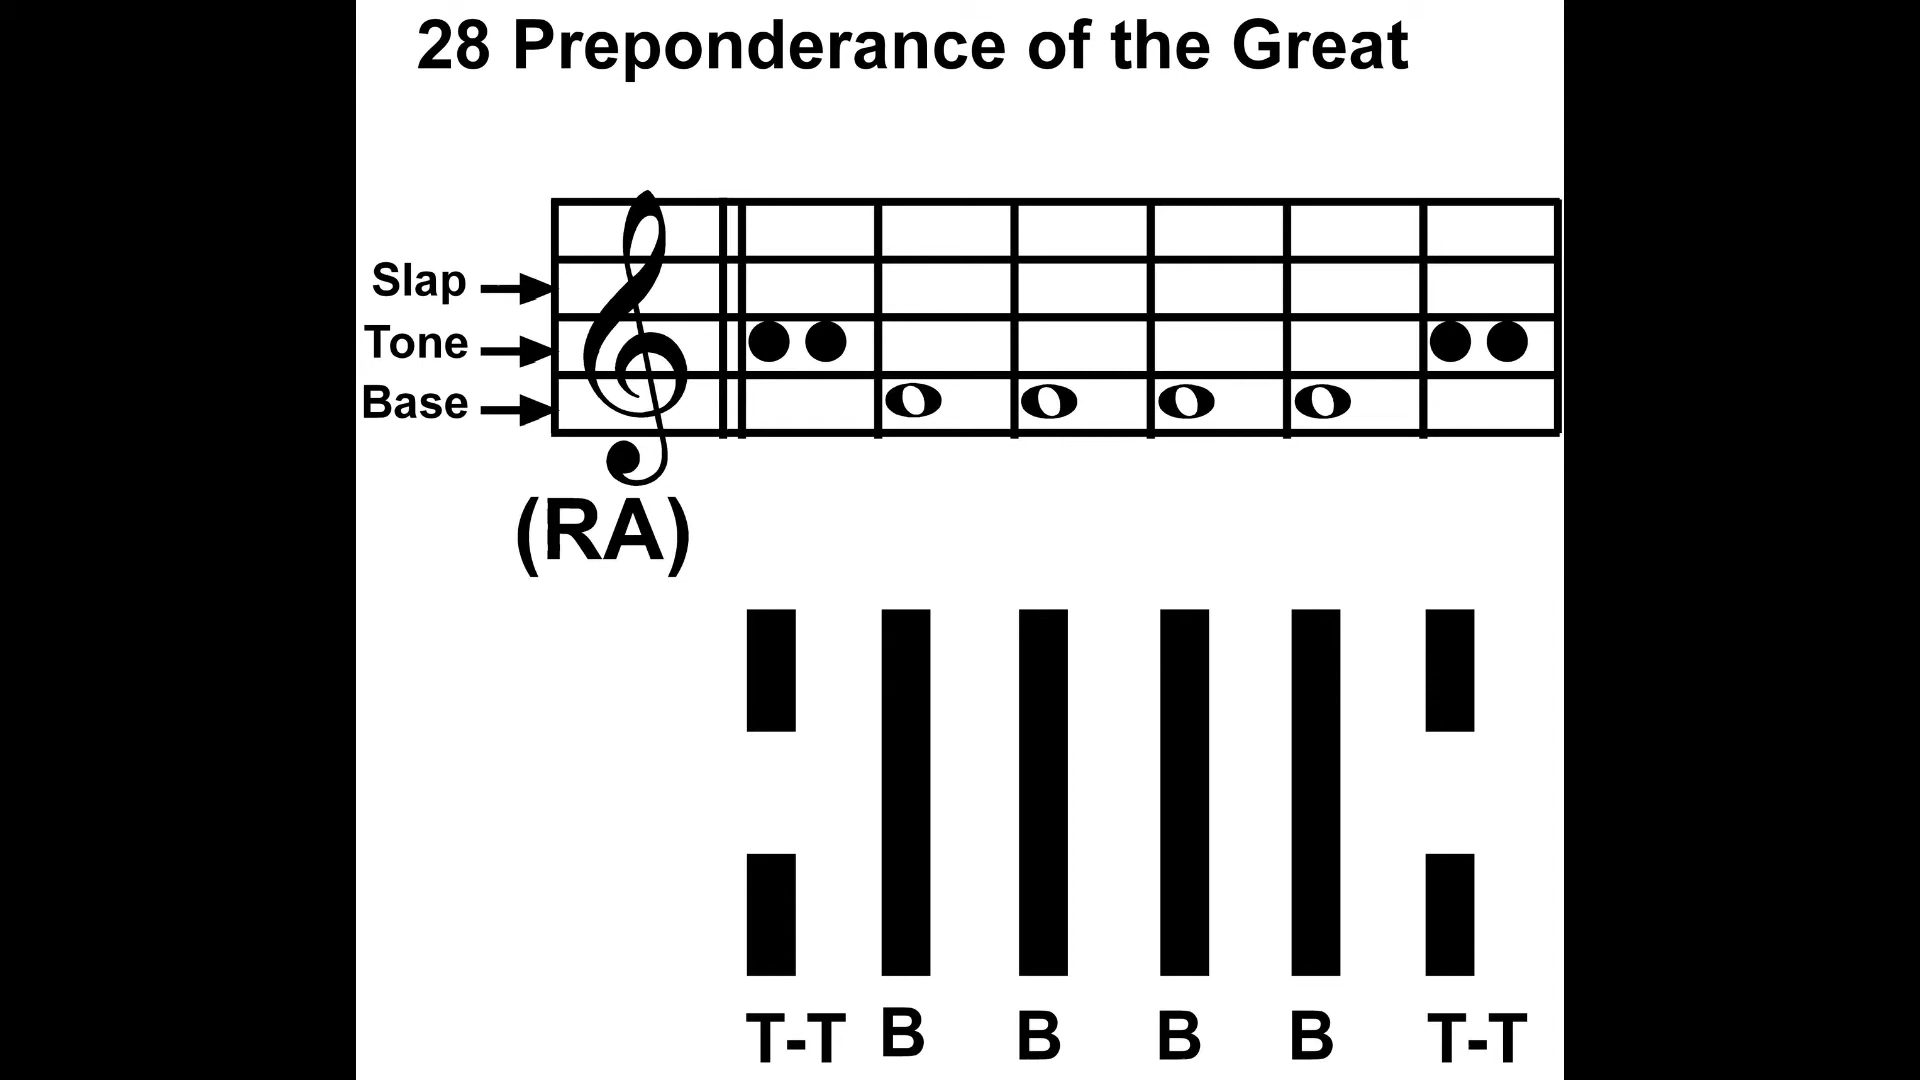 28 Preponderance of the Great
Slap
Tone
Base
(RA)
T-T B B B B T-T